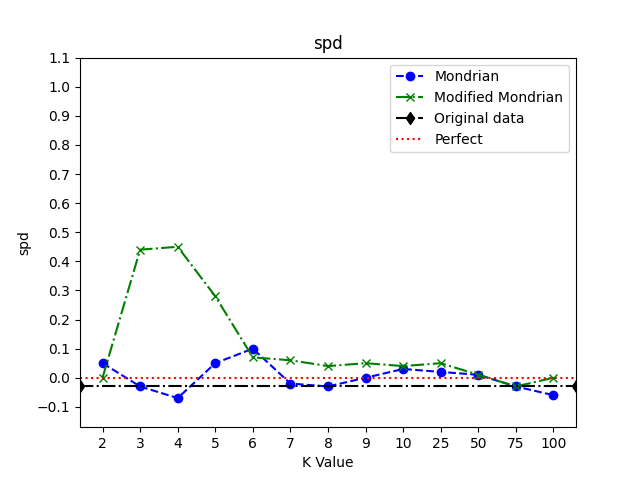 spd
1.1
1.0
0.9
0.8
0.7
0.6
0.5
0.4
0.3
0.2
0.1
0.0
−0.1
spd
Mondrian
Modified Mondrian
Original data
Perfect
2 3 4 5 6 7 8 9 10 25 50 75 100
K Value